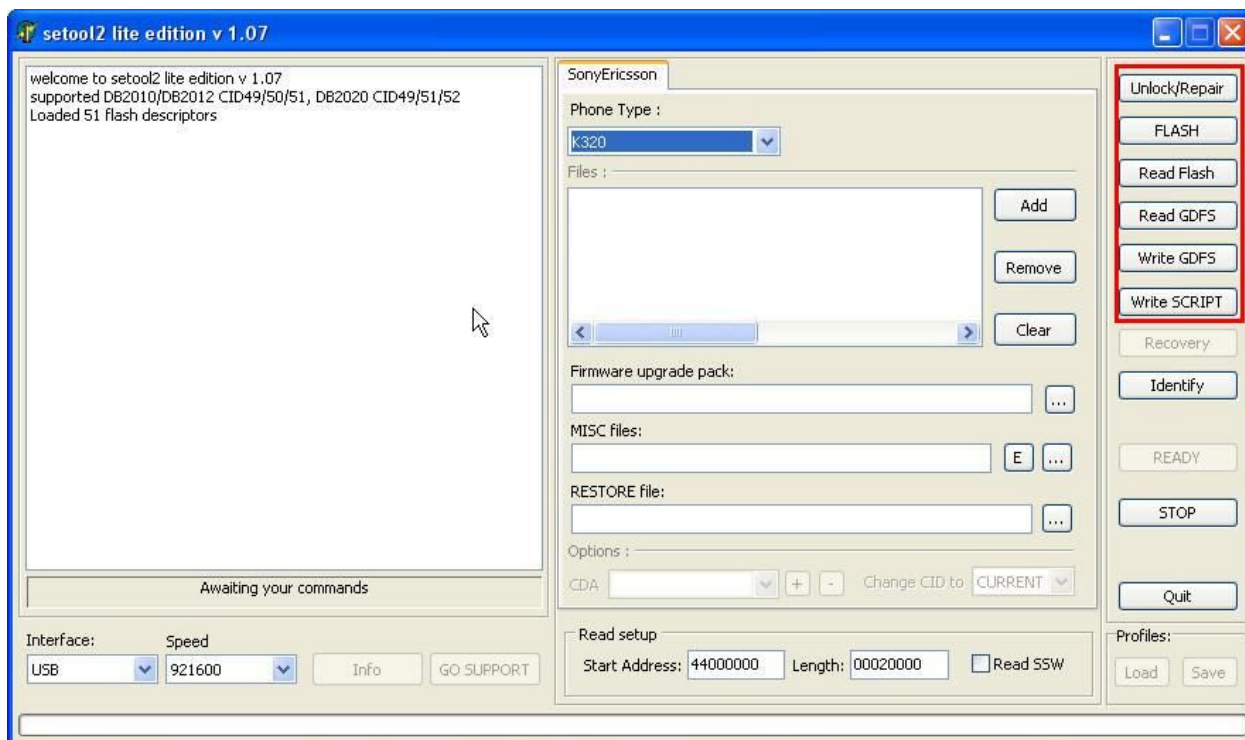 setool2 lite edition v 1.07
welcome to setool2 lite edition v 1.07
supported DB2010/DB2012 CID49/50/51, DB2020 CID49/51/52
Loaded 51 flash descriptors
Awaiting your commands
Interface:
Speed
USB
921600
Info
GO SUPPORT
SonyEricsson
Phone Type :
K320
Files :
Add
Remove
Clear
Firmware upgrade pack:
...
MISC files:
E
...
RESTORE file:
...
Options :
CDA
+
-
Change CID to
CURRENT
Read setup
Start Address:
44000000
Length:
00020000
Read SSW
Unlock/Repair
FLASH
Read Flash
Read GDFS
Write GDFS
Write SCRIPT
Recovery
Identify
READY
STOP
Quit
Profiles:
Load
Save